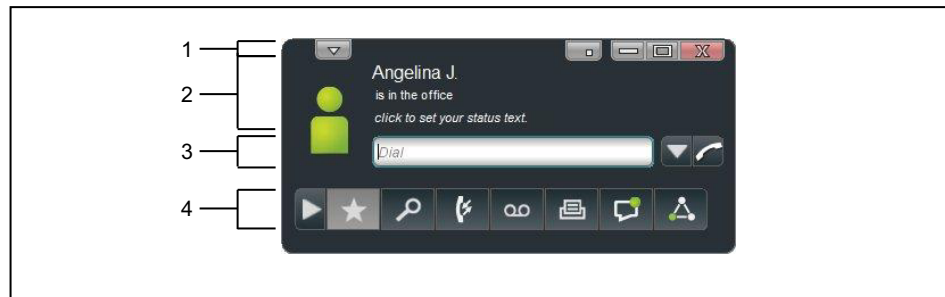 1
2
Angelina J.
is in the office
click to set your status text.
3
Dial
4